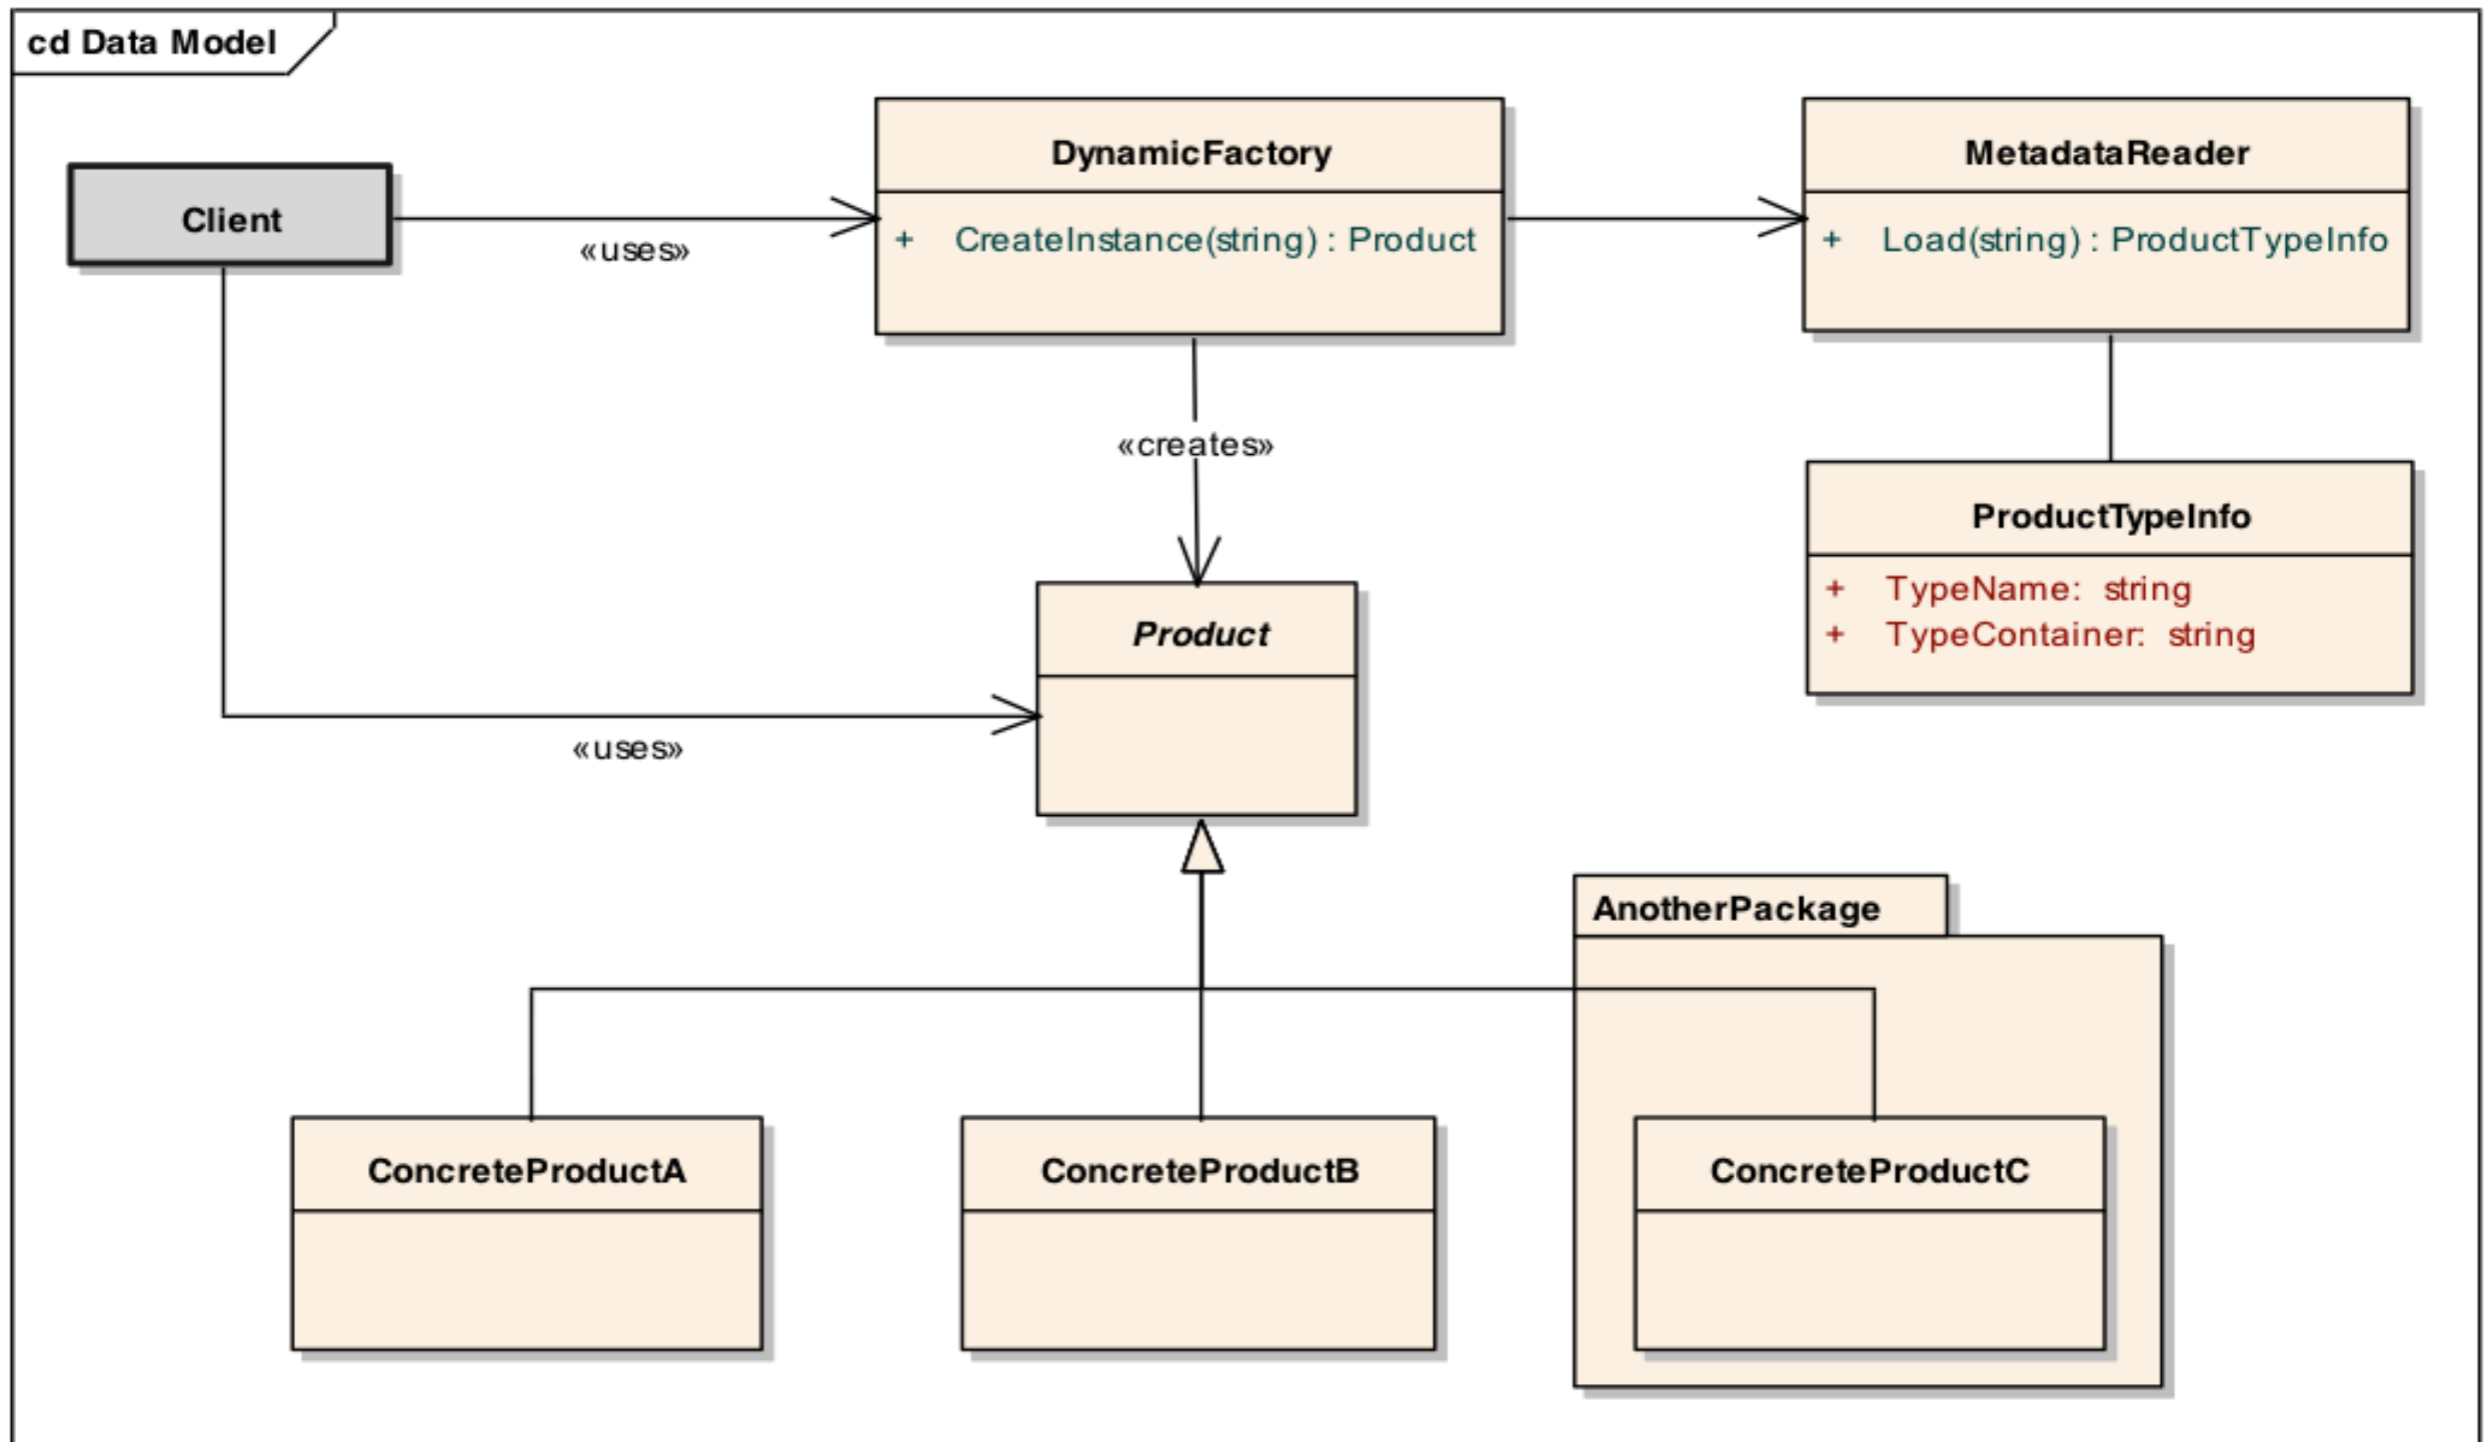 cd Data Model
Client
«uses»
DynamicFactory
+ CreateInstance(string) : Product
MetadataReader
+ Load(string) : ProductTypeInfo
«creates»
ProductTypeInfo
+ TypeName: string
+ TypeContainer: string
Product
«uses»
AnotherPackage
ConcreteProductA
ConcreteProductB
ConcreteProductC